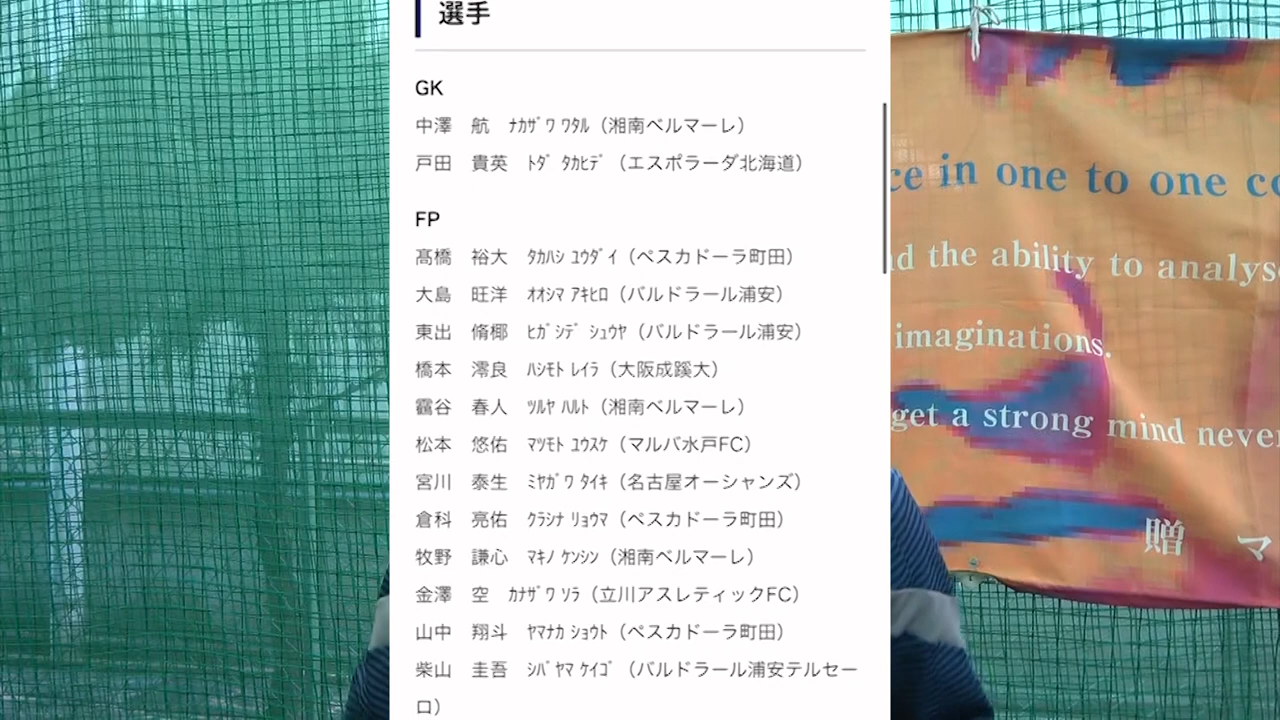 選手
GK
中澤　航　ﾅｶｻﾞﾜ ﾜﾀﾙ（湘南ベルマーレ）
戸田　貴英　ﾄﾀﾞ ﾀｶﾋﾃﾞ（エスポラーダ北海道）
FP
髙橋　裕大　ﾀｶﾊｼ ﾕｳﾀﾞｲ（ペスカドーラ町田）
大島　旺洋　ｵｵｼﾏ ｱｷﾋﾛ（バルドラール浦安）
東出　脩椰　ﾋｶﾞｼﾃﾞ ｼｭｳﾔ（バルドラール浦安）
橋本　澪良　ﾊｼﾓﾄ ﾚｲﾗ（大阪成蹊大）
靏谷　春人　ﾂﾙﾔ ﾊﾙﾄ（湘南ベルマーレ）
松本　悠佑　ﾏﾂﾓﾄ ﾕｳｽｹ（マルバ水戸FC）
宮川　泰生　ﾐﾔｶﾞﾜ ﾀｲｷ（名古屋オーシャンズ）
倉科　亮佑　ｸﾗｼﾅ ﾘｮｳﾏ（ペスカドーラ町田）
牧野　謙心　ﾏｷﾉ ｹﾝｼﾝ（湘南ベルマーレ）
金澤　空　ｶﾅｻﾞﾜ ｿﾗ（立川アスレティックFC）
山中　翔斗　ﾔﾏﾅｶ ｼｮｳﾄ（ペスカドーラ町田）
柴山　圭吾　ｼﾊﾞﾔﾏ ｹｲｺﾞ（バルドラール浦安テルセー
ロ）
ce in one to one co
nd the ability to analys
imaginations.
get a strong mind never
贈　マ